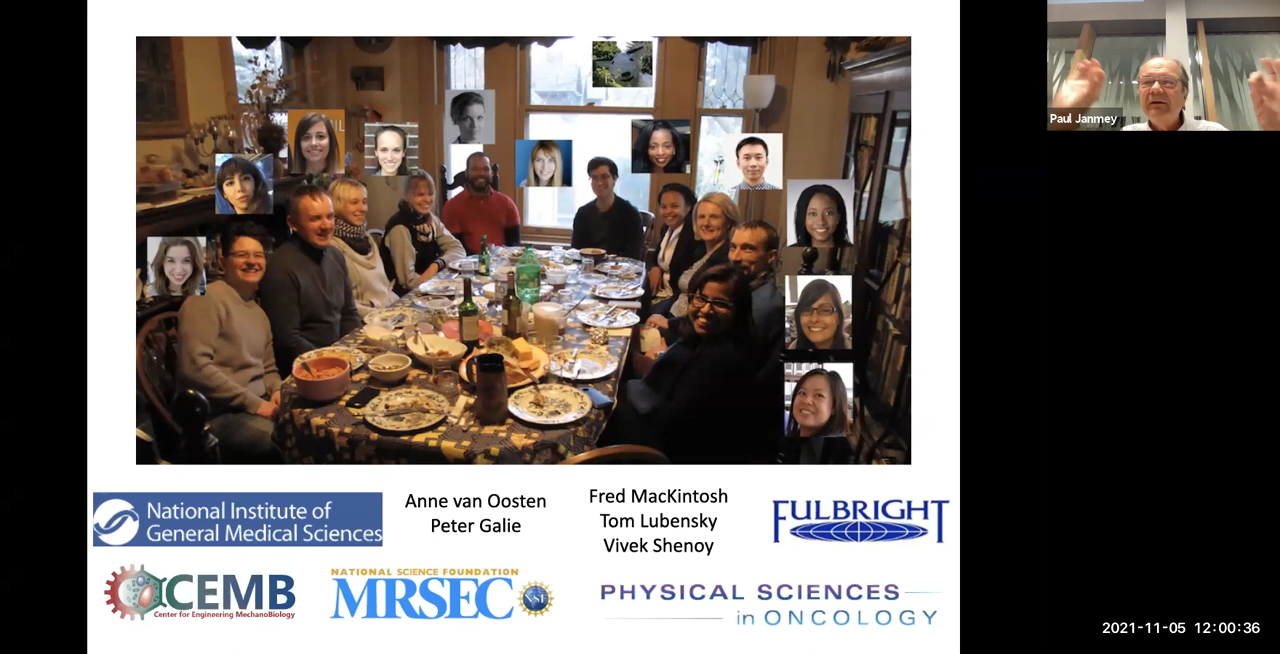 Paul Janmey
National Institute of
General Medical Sciences
Anne van Oosten
Peter Galie
Fred MacKintosh
Tom Lubensky
Vivek Shenoy
FULBRIGHT
CEMB
Center for Engineering MechanoBiology
NATIONAL SCIENCE FOUNDATION
MRSEC
NSF
PHYSICAL SCIENCES
in ONCOLOGY
2021-11-05 12:00:36